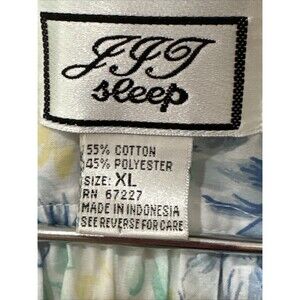 JJT
sleep
55% COTTON
45% POLYESTER
SIZE: XL
RN 67227
MADE IN INDONESIA
SEE REVERSE FOR CARE